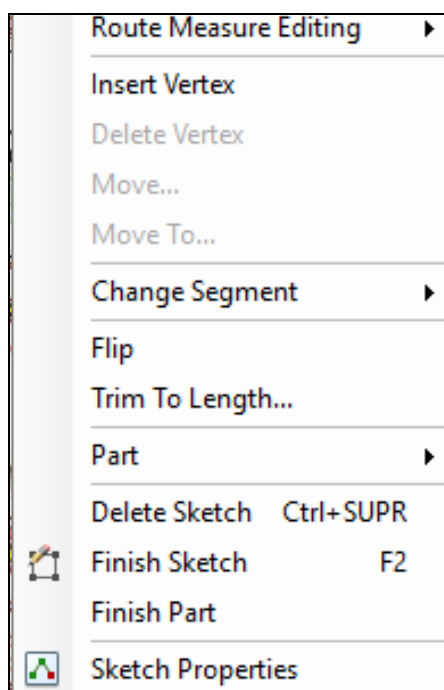 Route Measure Editing
Insert Vertex
Delete Vertex
Move...
Move To...
Change Segment
Flip
Trim To Length...
Part
Delete Sketch Ctrl+SUPR
Finish Sketch F2
Finish Part
Sketch Properties